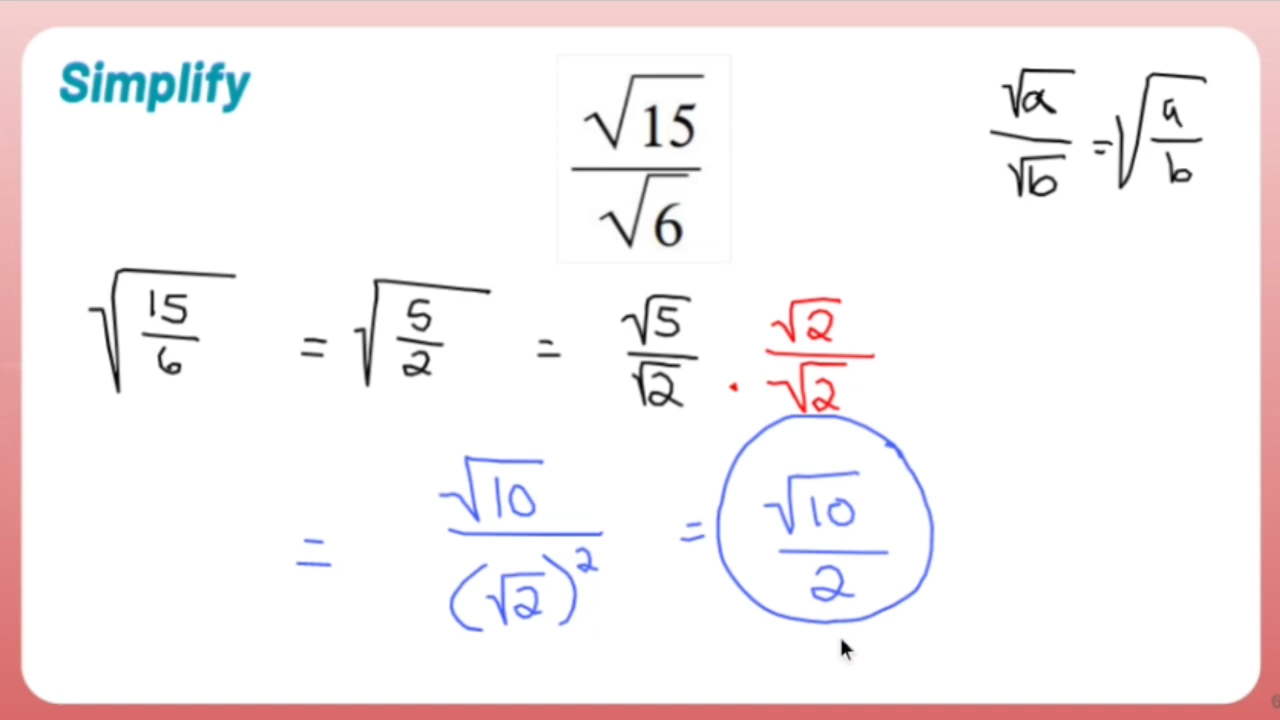 Simplify
√15 / √6
√a / √b = √(a/b)
√(15/6) = √(5/2) = √5 / √2 · √2 / √2
= √10 / (√2)² = √10 / 2